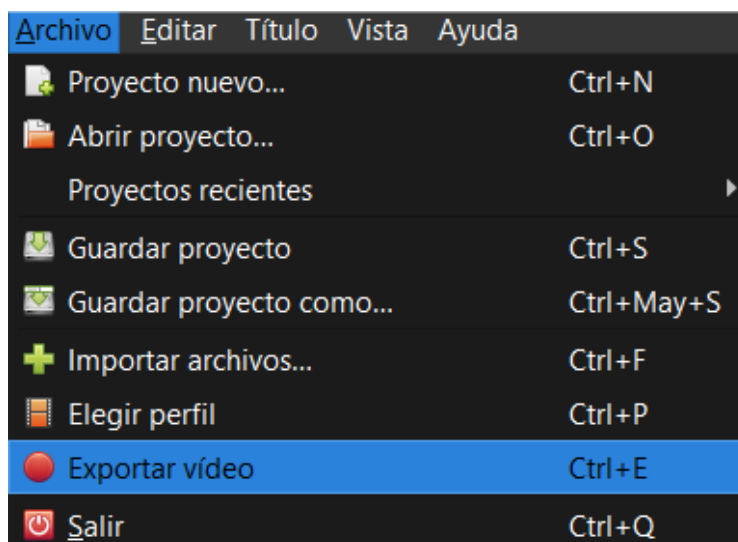 Archivo Editar Título Vista Ayuda
Proyecto nuevo... Ctrl+N
Abrir proyecto... Ctrl+O
Proyectos recientes
Guardar proyecto Ctrl+S
Guardar proyecto como... Ctrl+May+S
Importar archivos... Ctrl+F
Elegir perfil Ctrl+P
Exportar vídeo Ctrl+E
Salir Ctrl+Q